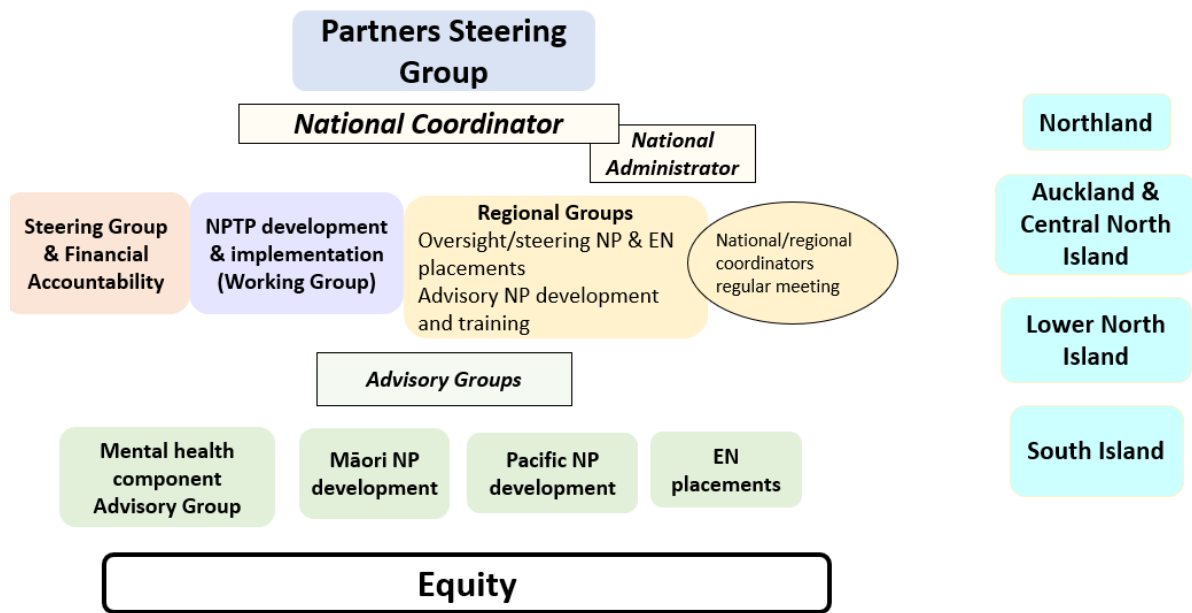 Partners Steering
Group
National Coordinator
National
Administrator
Steering Group
& Financial
Accountability
NPTP development
& implementation
(Working Group)
Regional Groups
Oversight/steering NP & EN
placements
Advisory NP development
and training
National/regional
coordinators
regular meeting
Advisory Groups
Mental health
component
Advisory Group
Māori NP
development
Pacific NP
development
EN
placements
Equity
Northland
Auckland &
Central North
Island
Lower North
Island
South Island